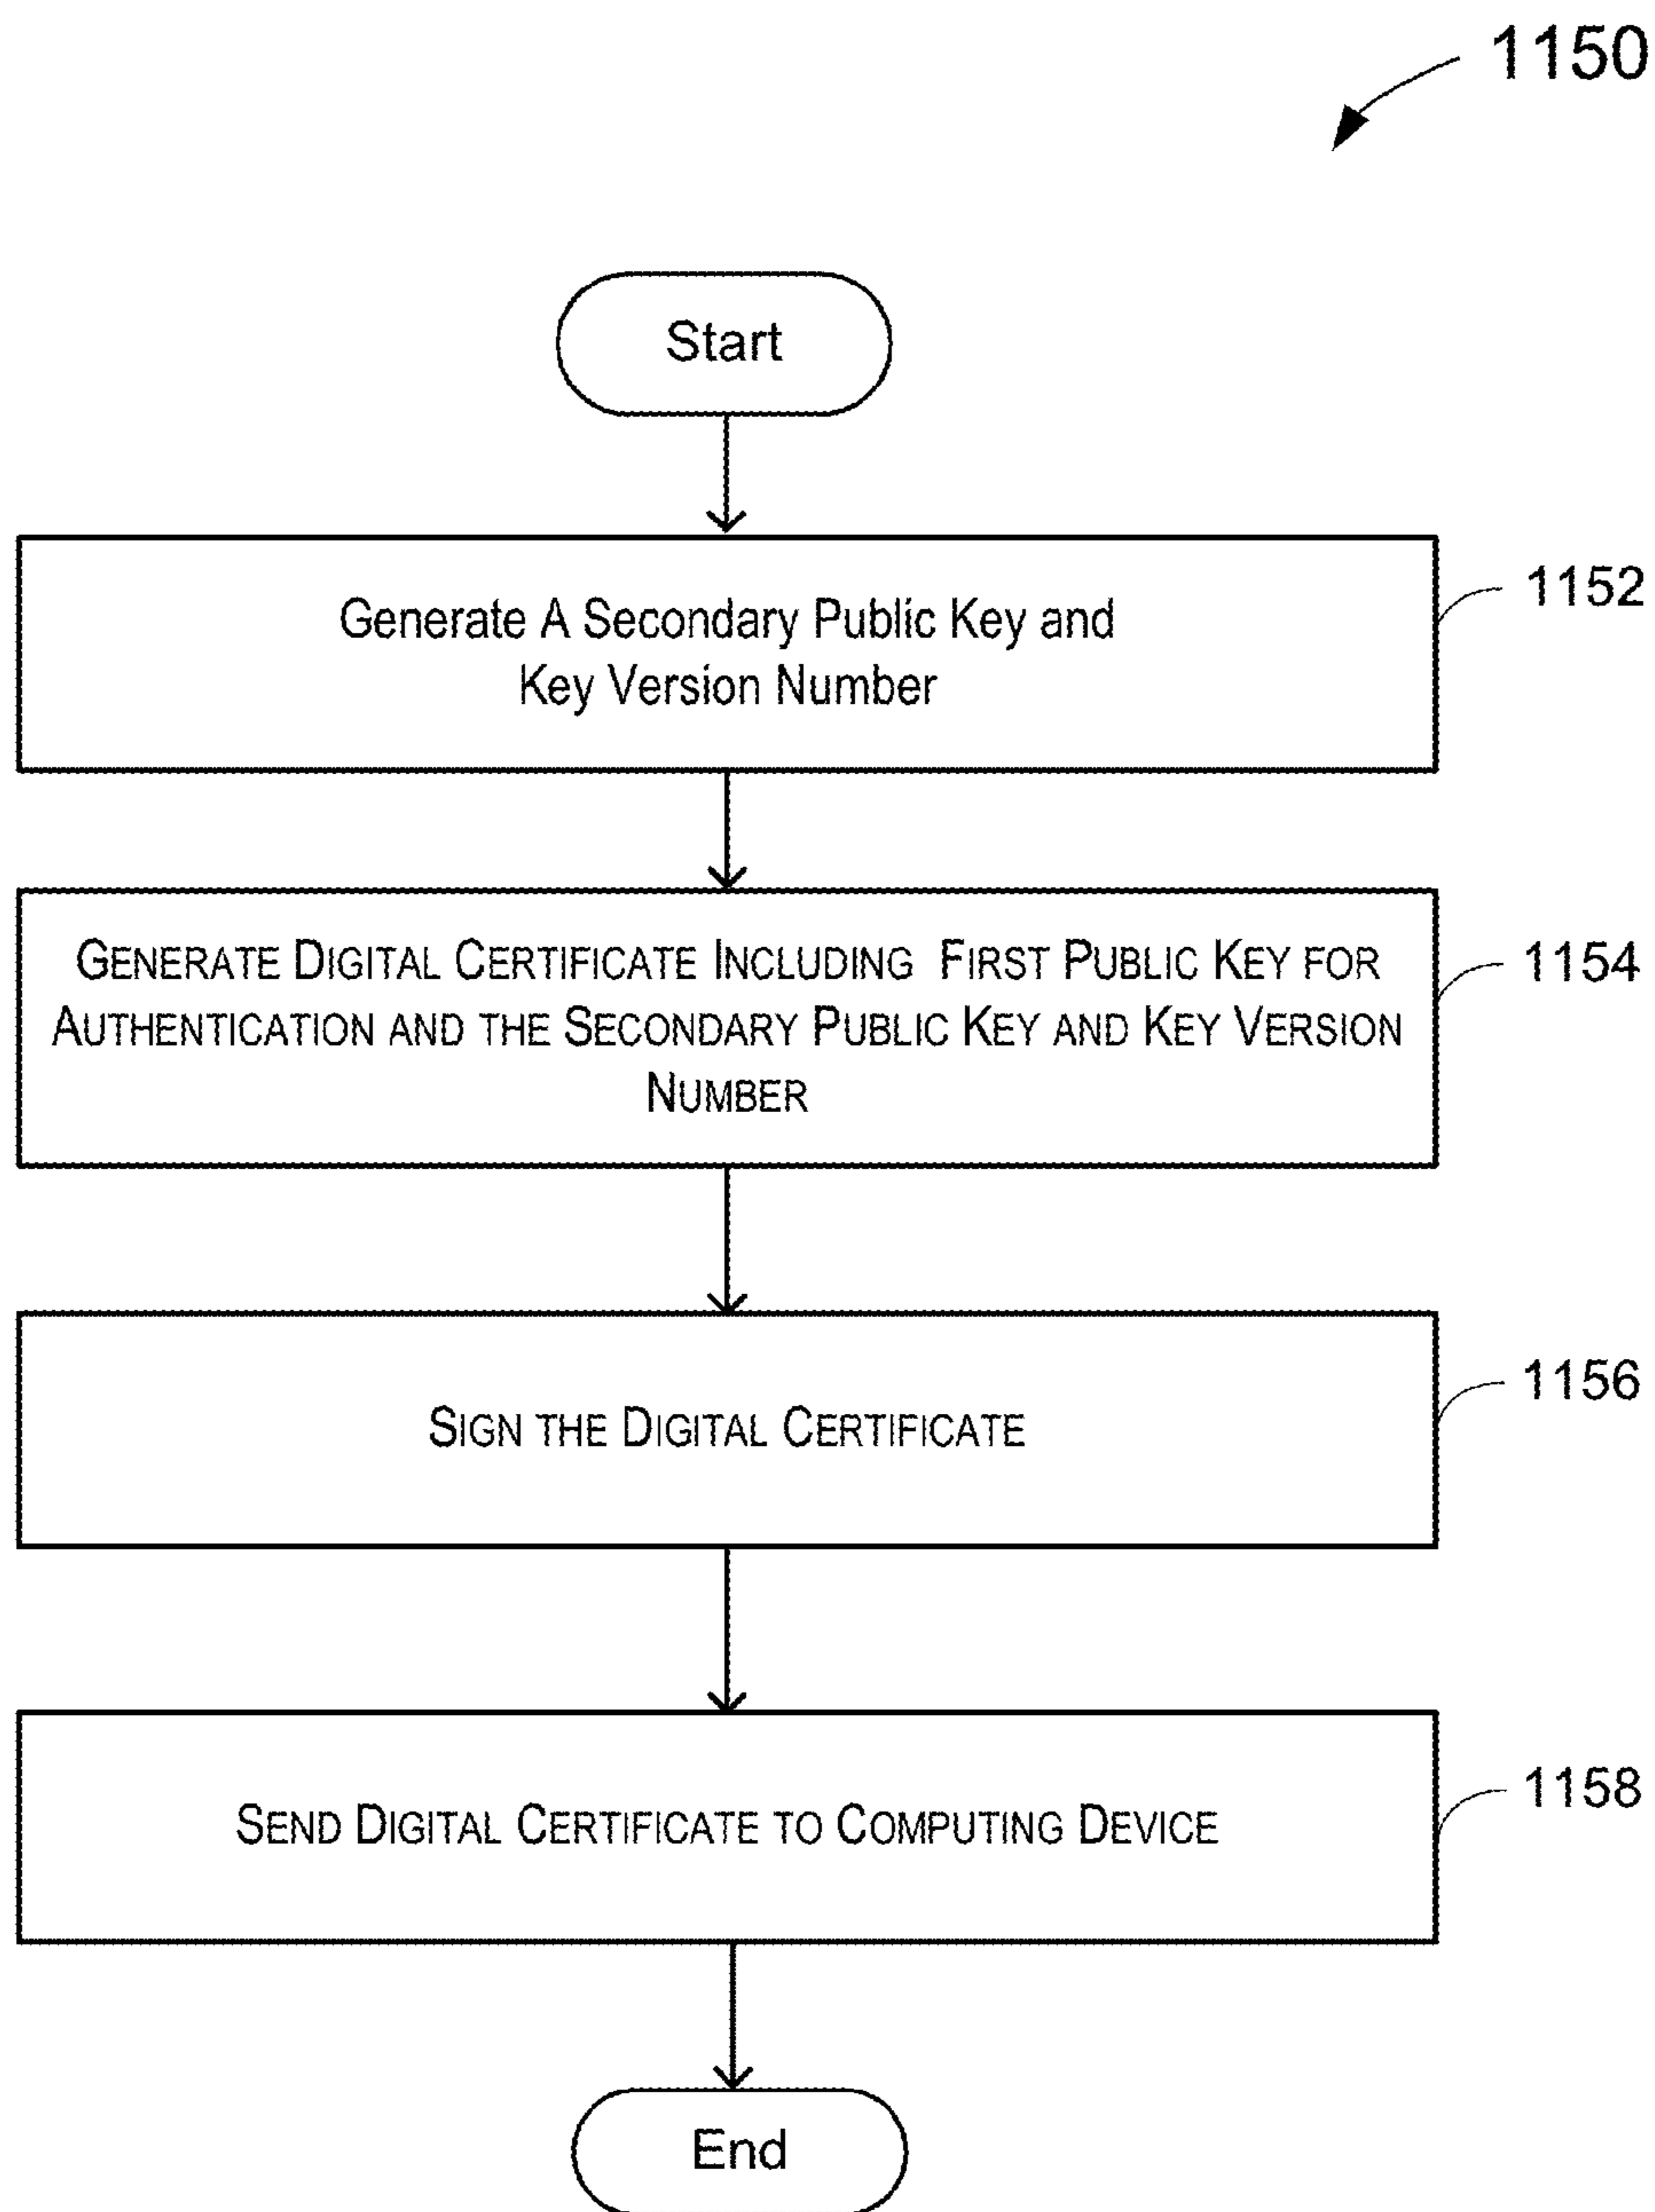 1150
Start
Generate A Secondary Public Key and
Key Version Number
1152
GENERATE DIGITAL CERTIFICATE INCLUDING FIRST PUBLIC KEY FOR
AUTHENTICATION AND THE SECONDARY PUBLIC KEY AND KEY VERSION
NUMBER
1154
SIGN THE DIGITAL CERTIFICATE
1156
SEND DIGITAL CERTIFICATE TO COMPUTING DEVICE
1158
End